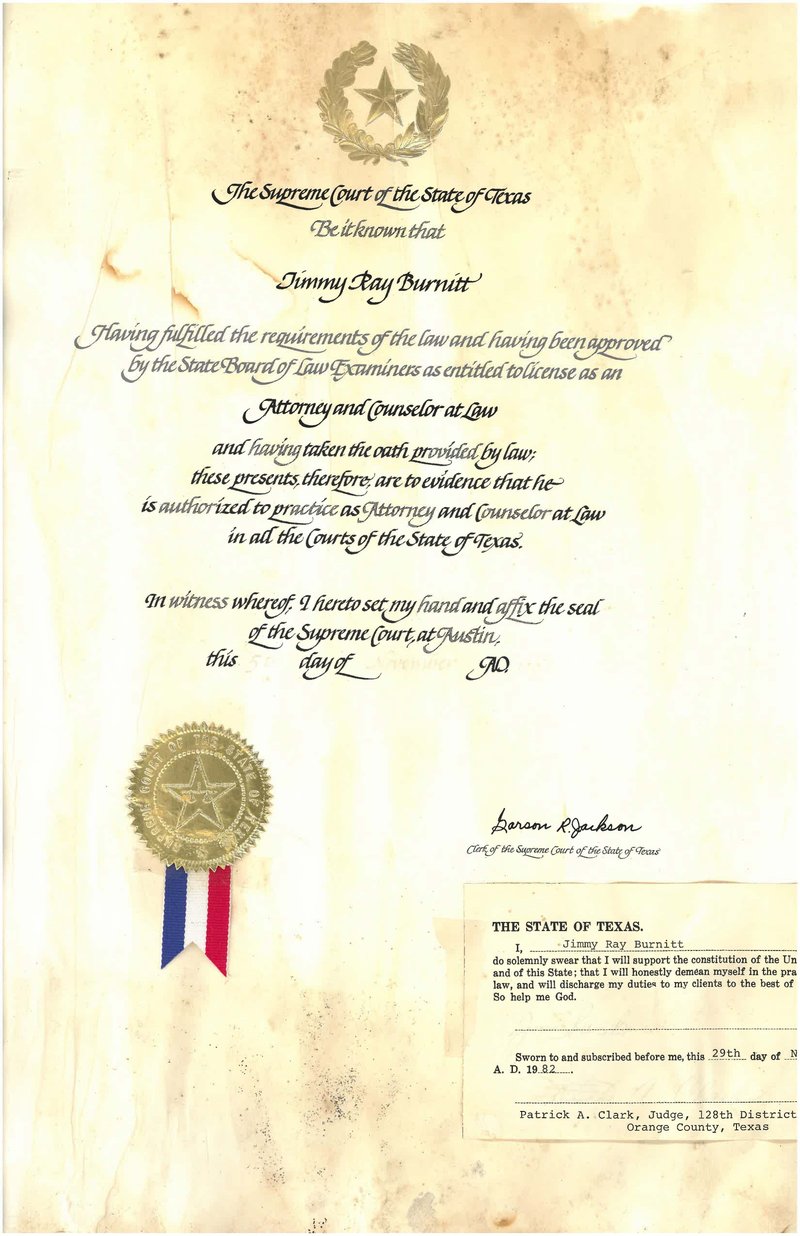 The Supreme Court of the State of Texas
Be it known that
Jimmy Ray Burnitt
Having fulfilled the requirements of the law and having been approved
by the State Board of Law Examiners as entitled to license as an
Attorney and Counselor at Law
and having taken the oath provided by law;
these presents, therefore, are to evidence that he
is authorized to practice as Attorney and Counselor at Law
in all the Courts of the State of Texas.
In witness whereof, I hereto set my hand and affix the seal
of the Supreme Court, at Austin,
this day of November A.D.
SUPREME COURT OF THE STATE OF TEXAS
Garson R. Jackson
Clerk of the Supreme Court of the State of Texas
THE STATE OF TEXAS.
I, Jimmy Ray Burnitt
do solemnly swear that I will support the constitution of the Un
and of this State; that I will honestly demean myself in the pra
law, and will discharge my duties to my clients to the best of
So help me God.
Sworn to and subscribed before me, this 29th day of N
A. D. 1982
Patrick A. Clark, Judge, 128th District
Orange County, Texas